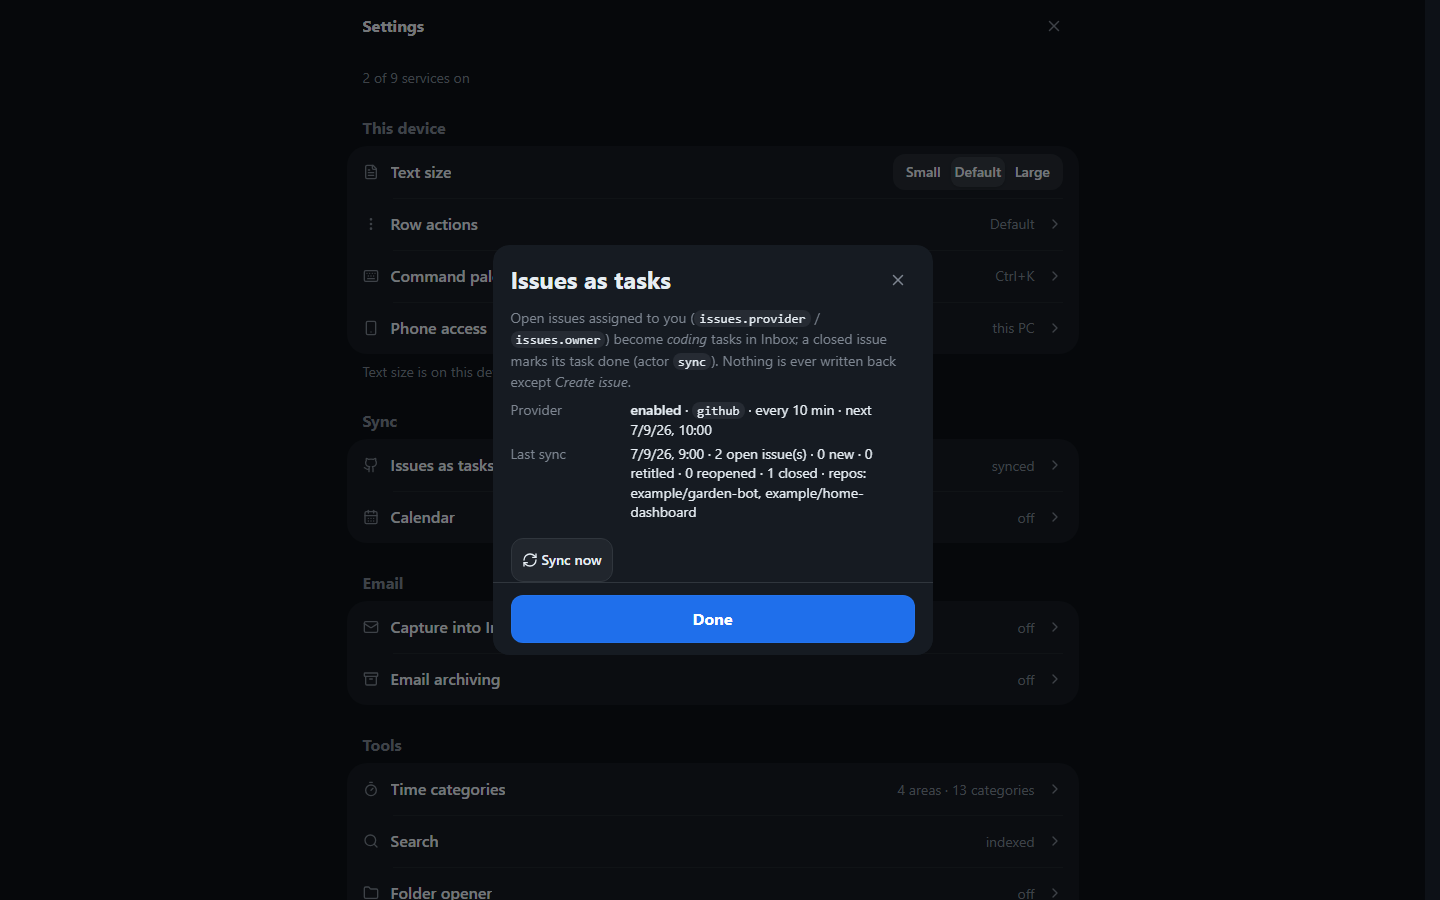 Settings
2 of 9 services on
This device
Text size
Small Default Large
Row actions
Default
Command pal
Ctrl+K
Phone access
this PC
Text size is on this de
Sync
Issues as tasks
synced
Calendar
off
Email
Capture into I
off
Email archiving
off
Tools
Time categories
4 areas · 13 categories
Search
indexed
Folder opener
off
Issues as tasks
Open issues assigned to you ( issues.provider /
issues.owner ) become coding tasks in Inbox; a closed issue
marks its task done (actor sync ). Nothing is ever written back
except Create issue.
Provider
enabled · github · every 10 min · next
7/9/26, 10:00
Last sync
7/9/26, 9:00 · 2 open issue(s) · 0 new · 0
retitled · 0 reopened · 1 closed · repos:
example/garden-bot, example/home-
dashboard
Sync now
Done